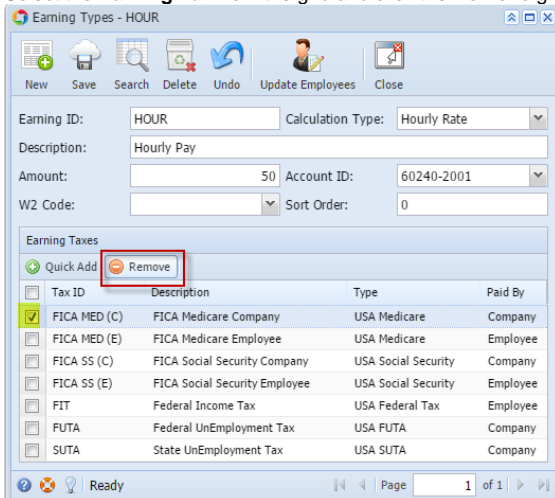 Earning Types - HOUR
New Save Search Delete Undo Update Employees Close
Earning ID: HOUR Calculation Type: Hourly Rate
Description: Hourly Pay
Amount: 50 Account ID: 60240-2001
W2 Code: Sort Order: 0
Earning Taxes
Quick Add Remove
Tax ID Description Type Paid By
FICA MED (C) FICA Medicare Company USA Medicare Company
FICA MED (E) FICA Medicare Employee USA Medicare Employee
FICA SS (C) FICA Social Security Company USA Social Security Company
FICA SS (E) FICA Social Security Employee USA Social Security Employee
FIT Federal Income Tax USA Federal Tax Employee
FUTA Federal UnEmployment Tax USA FUTA Company
SUTA State UnEmployment Tax USA SUTA Company
Ready Page 1 of 1